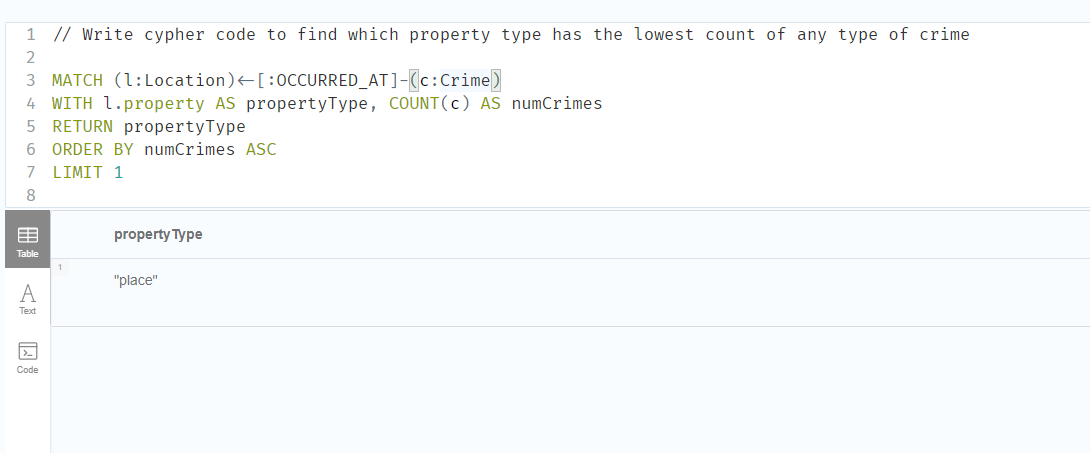 1 // Write cypher code to find which property type has the lowest count of any type of crime
2
3 MATCH (l:Location)<-[:OCCURRED_AT]-(c:Crime)
4 WITH l.property AS propertyType, COUNT(c) AS numCrimes
5 RETURN propertyType
6 ORDER BY numCrimes ASC
7 LIMIT 1
8
propertyType
Table
1
"place"
Text
Code